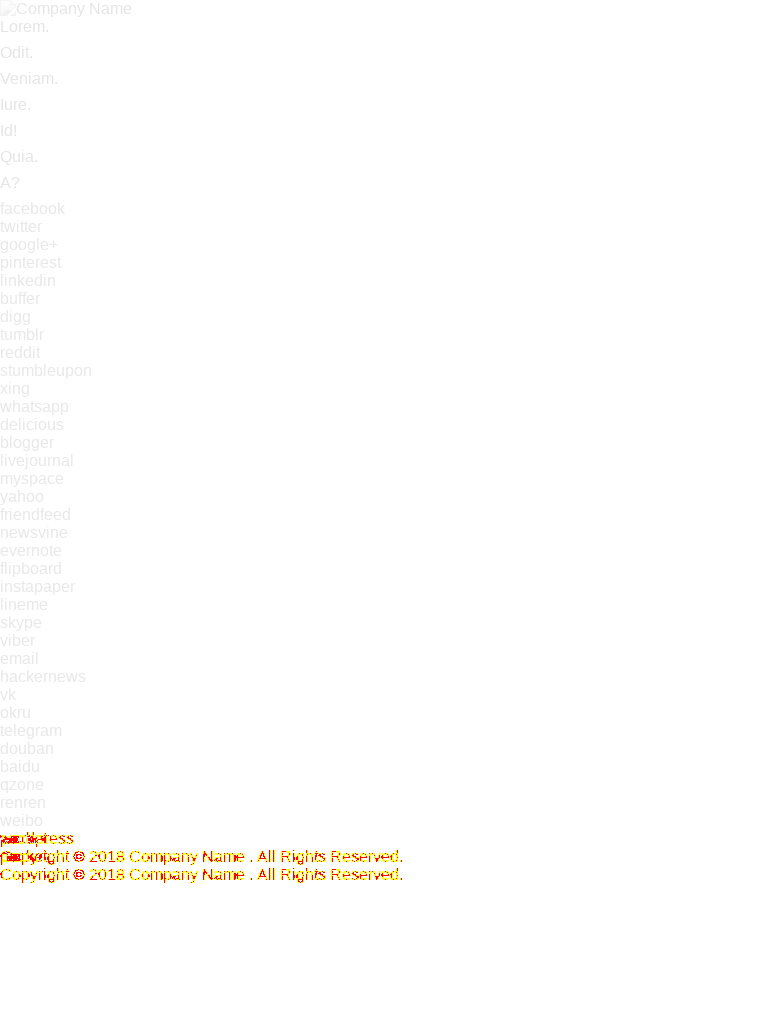 Company Name
Lorem.
Odit.
Veniam.
Iure.
Id!
Quia.
A?
facebook
twitter
google+
pinterest
linkedin
buffer
digg
tumblr
reddit
stumbleupon
xing
whatsapp
delicious
blogger
livejournal
myspace
yahoo
friendfeed
newsvine
evernote
flipboard
instapaper
lineme
skype
viber
email
hackernews
vk
okru
telegram
douban
baidu
qzone
renren
weibo
Copyright © 2018 Company Name . All Rights Reserved.
Copyright © 2018 Company Name . All Rights Reserved.